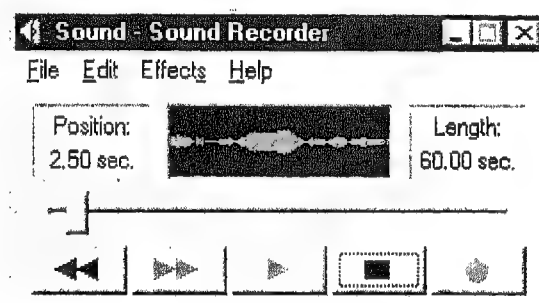 Sound - Sound Recorder
File Edit Effects Help
Position:
2.50 sec.
Length:
60.00 sec.